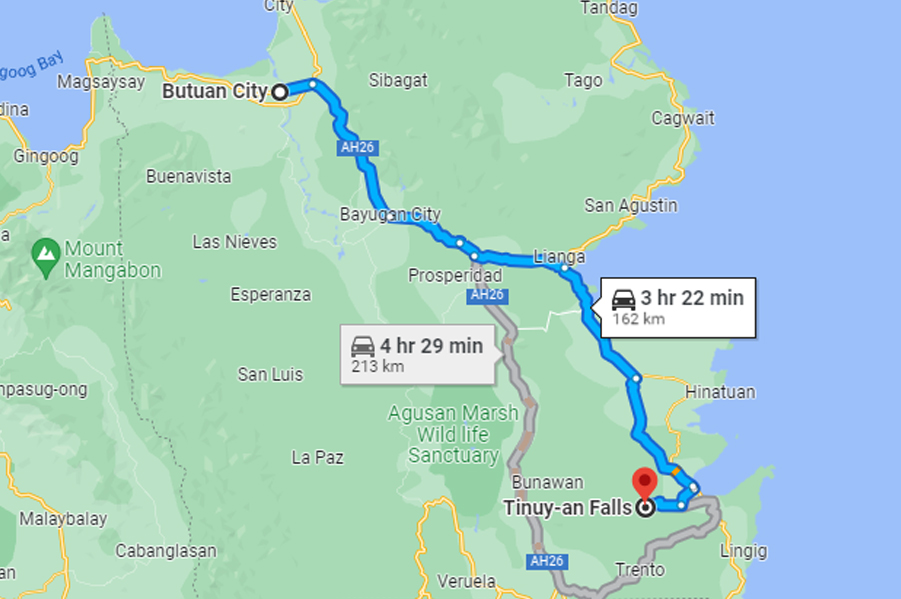 City
Tandag
goog Bay
Magsaysay
Butuan City
Sibagat
Tago
dina
Cagwait
AH26
Gingoog
Buenavista
San Agustin
Bayugan City
a
Mount
Mangabon
Las Nieves
Lianga
Prosperidad
Esperanza
AH26
3 hr 22 min
162 km
4 hr 29 min
213 km
San Luis
npasug-ong
Hinatuan
Agusan Marsh
Wild life
Sanctuary
La Paz
Bunawan
Tinuy-an Falls
Malaybalay
Cabanglasan
Lingig
AH26
an
Trento
Veruela